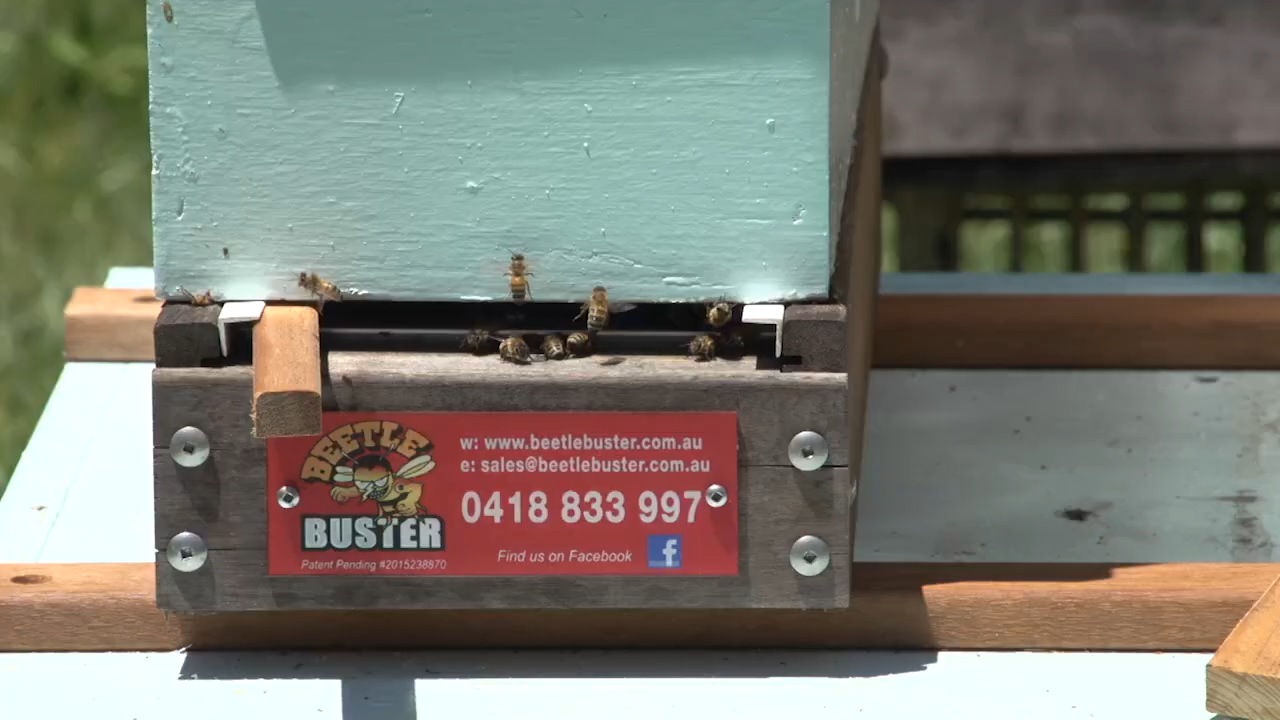 BEETLE
BUSTER
Patent Pending #2015238870
w: www.beetlebuster.com.au
e: sales@beetlebuster.com.au
0418 833 997
Find us on Facebook f